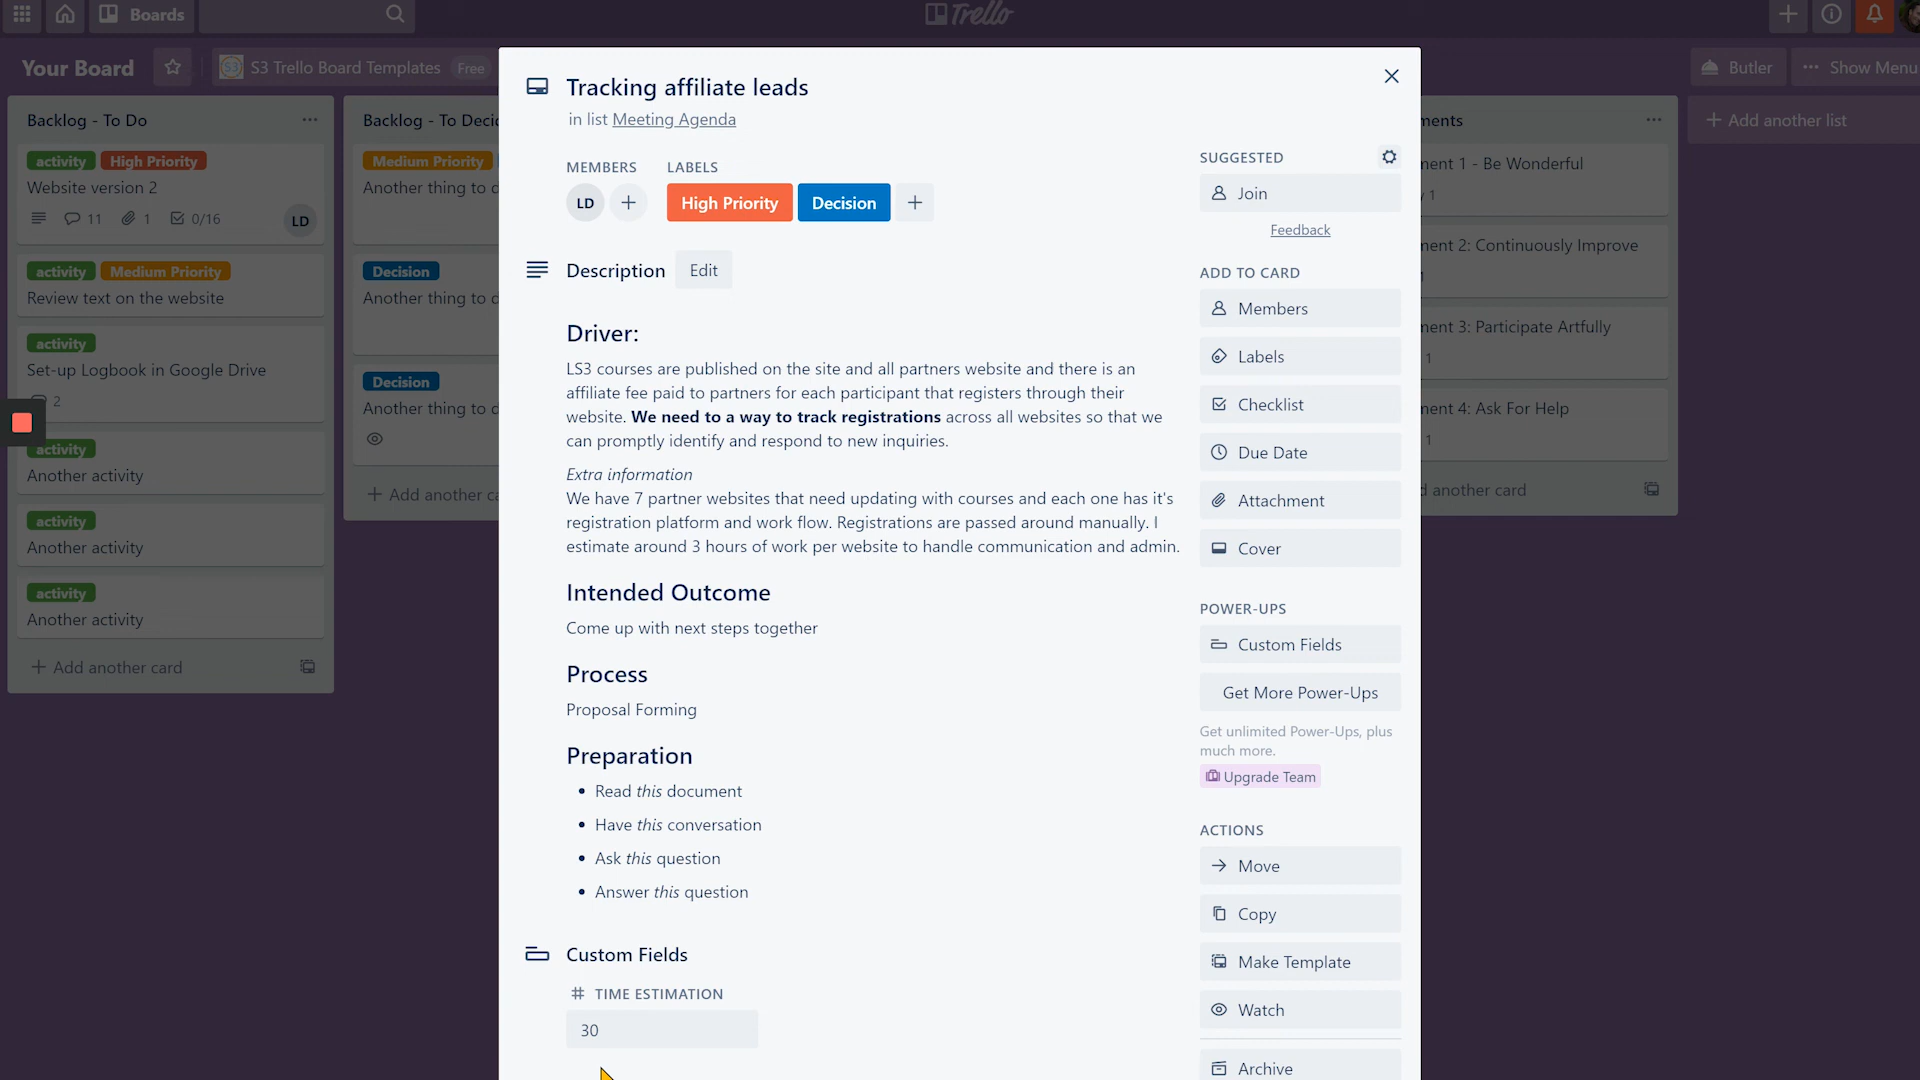 Boards
Trello
Your Board
S3 Trello Board Templates
Free
Butler
Show Menu
Backlog - To Do
activity
High Priority
Website version 2
11
1
0/16
LD
activity
Medium Priority
Review text on the website
activity
Set-up Logbook in Google Drive
2
activity
Another activity
activity
Another activity
activity
Another activity
+ Add another card
Backlog - To Decid
Medium Priority
Another thing to d
Decision
Another thing to d
Decision
Another thing to d
+ Add another ca
Tracking affiliate leads
in list Meeting Agenda
MEMBERS
LABELS
LD
+
High Priority
Decision
+
Description
Edit
Driver:
LS3 courses are published on the site and all partners website and there is an
affiliate fee paid to partners for each participant that registers through their
website. We need to a way to track registrations across all websites so that we
can promptly identify and respond to new inquiries.
Extra information
We have 7 partner websites that need updating with courses and each one has it's
registration platform and work flow. Registrations are passed around manually. I
estimate around 3 hours of work per website to handle communication and admin.
Intended Outcome
Come up with next steps together
Process
Proposal Forming
Preparation
• Read this document
• Have this conversation
• Ask this question
• Answer this question
Custom Fields
# TIME ESTIMATION
30
SUGGESTED
Join
Feedback
ADD TO CARD
Members
Labels
Checklist
Due Date
Attachment
Cover
POWER-UPS
Custom Fields
Get More Power-Ups
Get unlimited Power-Ups, plus
much more.
Upgrade Team
ACTIONS
Move
Copy
Make Template
Watch
Archive
ments
ment 1 - Be Wonderful
1
ment 2: Continuously Improve
ment 3: Participate Artfully
1
ment 4: Ask For Help
1
d another card
+ Add another list